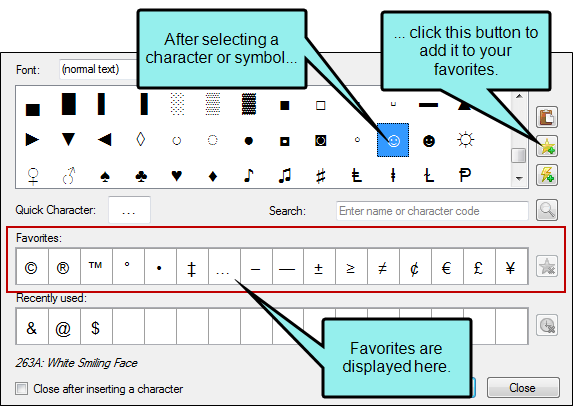 After selecting a
character or symbol...
... click this button to
add it to your
favorites.
Font: (normal text)
▄ █ ▌ ▐ ░ ▒ ▓ ■ □ ▫ ▬ ▲
► ▼ ◄ ◊ ○ ◌ ● ◘ ◙ ◦ ☺ ☻ ☼
♀ ♂ ♠ ♣ ♥ ♦ ♪ ♫ ♯ Ⱡ ƚ Ɫ Ᵽ
Quick Character: ... Search: Enter name or character code
Favorites:
© ® ™ ° • ‡ … – — ± ≥ ≠ ¢ € £ ¥
Recently used:
& @ $
Favorites are
displayed here.
263A: White Smiling Face
Close after inserting a character
Close